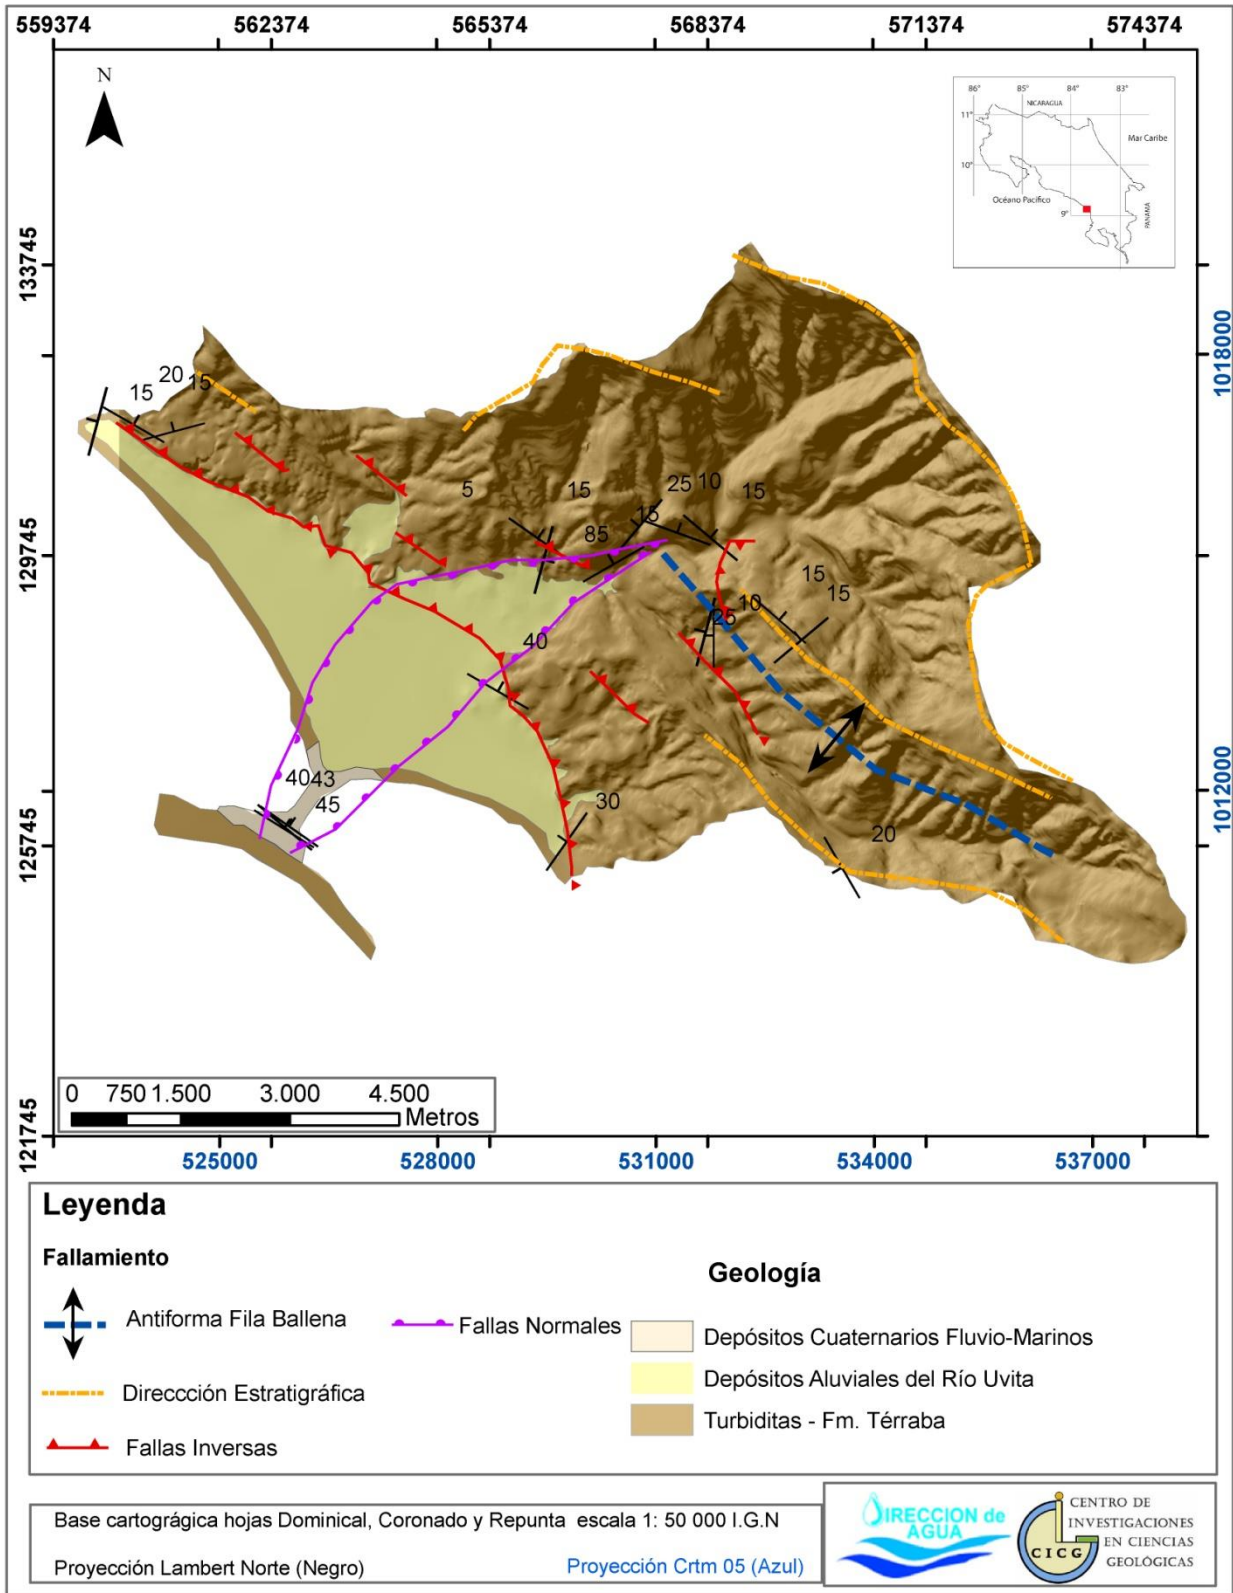 559374 562374 565374 568374 571374 574374
N
86° 85° 84° 83°
NICARAGUA
11°
Mar Caribe
10°
Océano Pacífico
9°
PANAMÁ
133745
1018000
20
15 15
5 15 25 10 15
15
85
129745
15
15
10
25
40
4043
45
30
20
1012000
125745
0 750 1.500 3.000 4.500
Metros
121745
525000 528000 531000 534000 537000
Leyenda
Fallamiento
Geología
Antiforma Fila Ballena
Fallas Normales
Depósitos Cuaternarios Fluvio-Marinos
Direccción Estratigráfica
Depósitos Aluviales del Río Uvita
Fallas Inversas
Turbiditas - Fm. Térraba
Base cartográgica hojas Dominical, Coronado y Repunta escala 1: 50 000 I.G.N
Proyección Lambert Norte (Negro) Proyección Crtm 05 (Azul)
DIRECCION de
AGUA
CICG
CENTRO DE
INVESTIGACIONES
EN CIENCIAS
GEOLÓGICAS